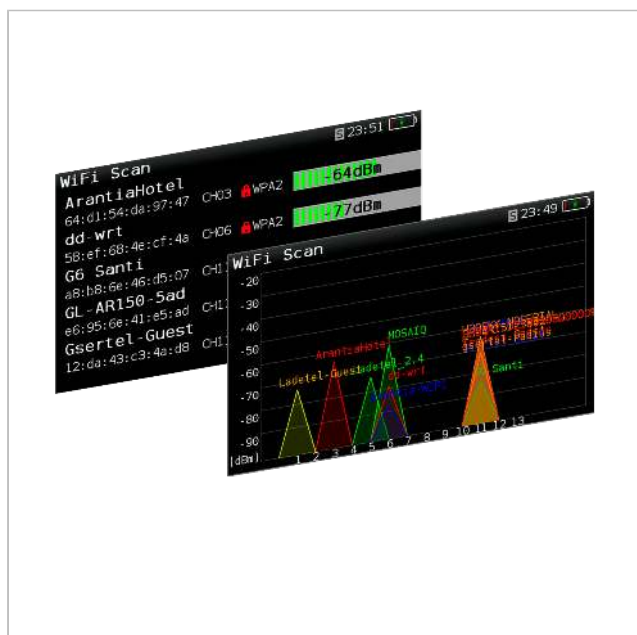 S 23:51
WiFi Scan
ArantiaHotel
64:d1:54:da:97:47 CH03 WPA2 -64dBm
dd-wrt
58:ef:68:4e:cf:4a CH06 WPA2 -77dBm
G6 Santi
a8:b8:6e:46:d5:07
GL-AR150-5ad
e6:95:6e:41:e5:ad
Gsertel-Guest
12:da:43:c3:4a:d8
S 23:49
WiFi Scan
-20
-30
-40
-50
-60
-70
-80
-90
[dBm]
MOSAIQ
ArantiaHotel
Ladetel-Guest
Ladetel-2.4
dd-wrt
Santi
1 2 3 4 5 6 7 8 9 10 11 12 13